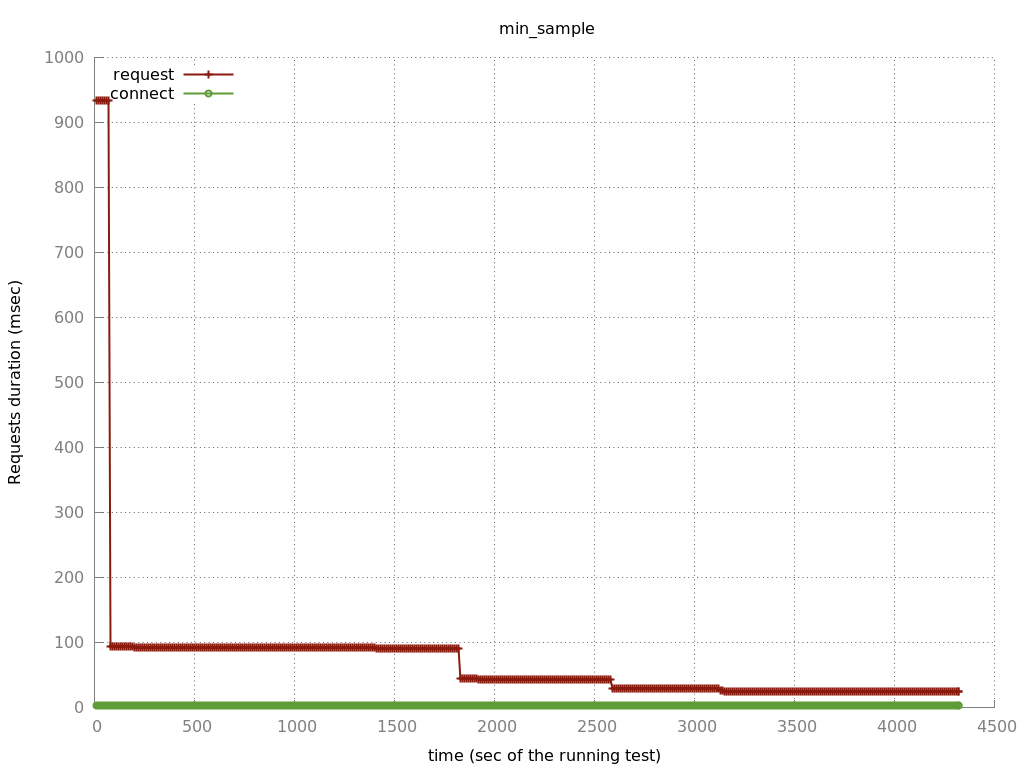 min_sample
request
connect
1000
900
800
700
600
500
400
300
200
100
0
0 500 1000 1500 2000 2500 3000 3500 4000 4500
Requests duration (msec)
time (sec of the running test)